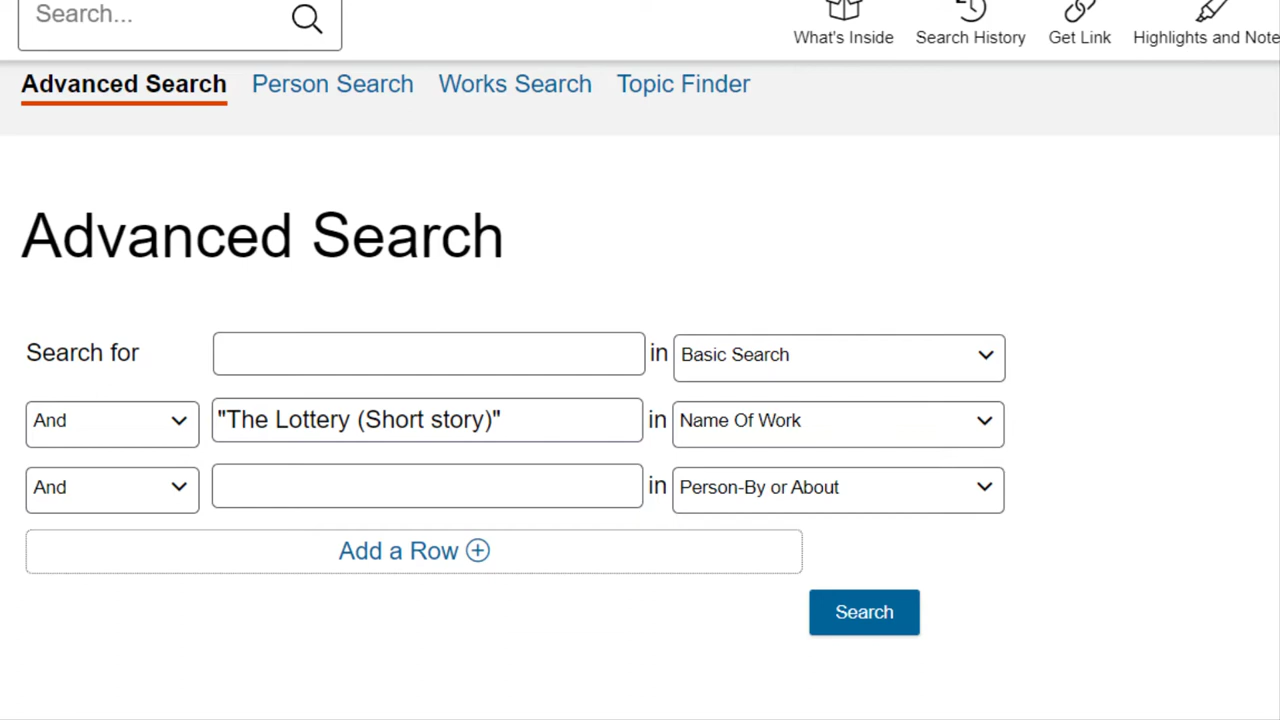 Search...
What's Inside Search History Get Link Highlights and Note
Advanced Search Person Search Works Search Topic Finder
Advanced Search
Search for in Basic Search
And "The Lottery (Short story)" in Name Of Work
And in Person-By or About
Add a Row
Search